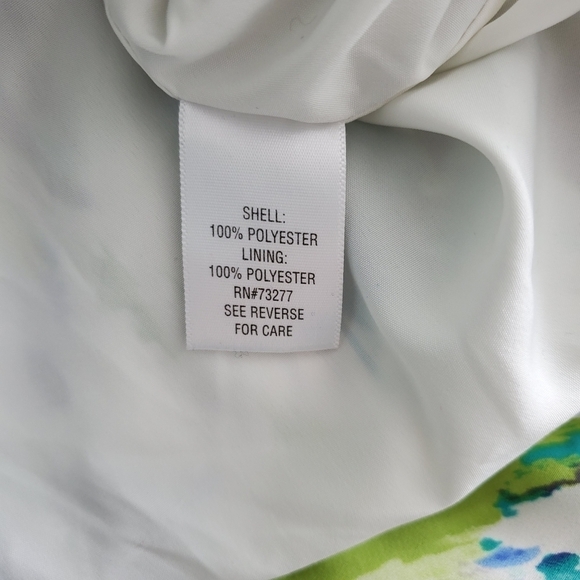 SHELL:
100% POLYESTER
LINING:
100% POLYESTER
RN#73277
SEE REVERSE
FOR CARE